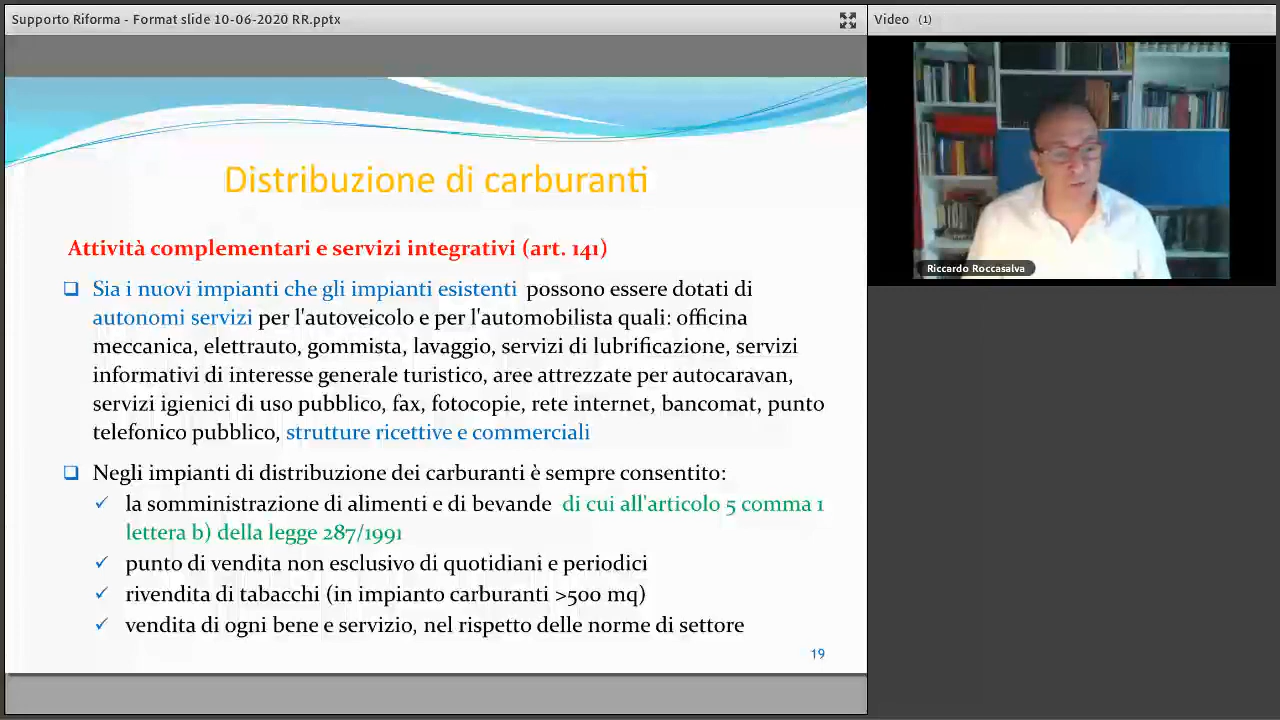 Supporto Riforma - Format slide 10-06-2020 RR.pptx
Video (1)
Distribuzione di carburanti
Attività complementari e servizi integrativi (art. 141)
Sia i nuovi impianti che gli impianti esistenti possono essere dotati di
autonomi servizi per l'autoveicolo e per l'automobilista quali: officina
meccanica, elettrauto, gommista, lavaggio, servizi di lubrificazione, servizi
informativi di interesse generale turistico, aree attrezzate per autocaravan,
servizi igienici di uso pubblico, fax, fotocopie, rete internet, bancomat, punto
telefonico pubblico, strutture ricettive e commerciali
Negli impianti di distribuzione dei carburanti è sempre consentito:
la somministrazione di alimenti e di bevande di cui all'articolo 5 comma 1
lettera b) della legge 287/1991
punto di vendita non esclusivo di quotidiani e periodici
rivendita di tabacchi (in impianto carburanti >500 mq)
vendita di ogni bene e servizio, nel rispetto delle norme di settore
19
Riccardo Roccasalva